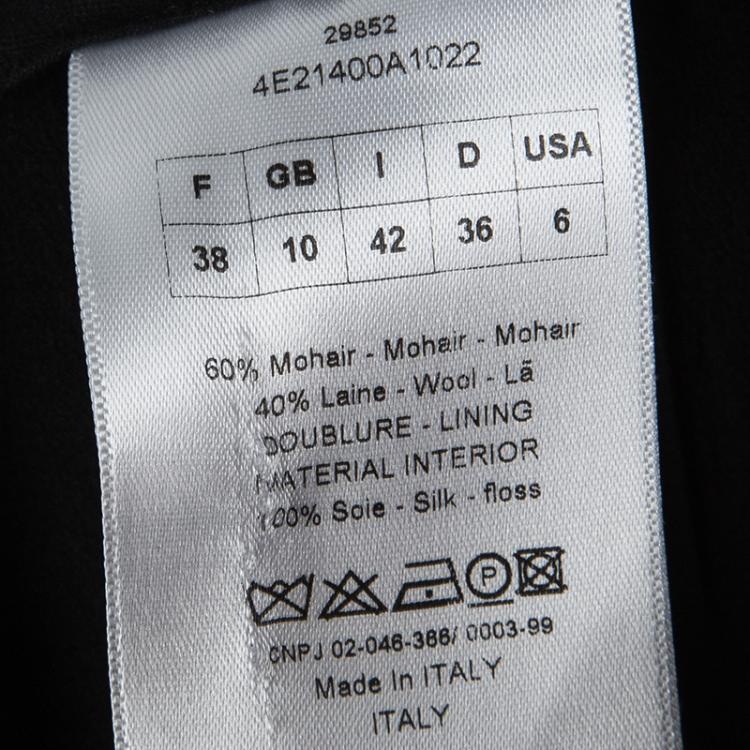 29852
4E21400A1022
F GB I D USA
38 10 42 36 6
60% Mohair - Mohair - Mohair
40% Laine - Wool - Lã
DOUBLURE - LINING
MATERIAL INTERIOR
100% Soie - Silk - floss
P
CNPJ 02-046-366/ 0003-99
Made In ITALY
ITALY